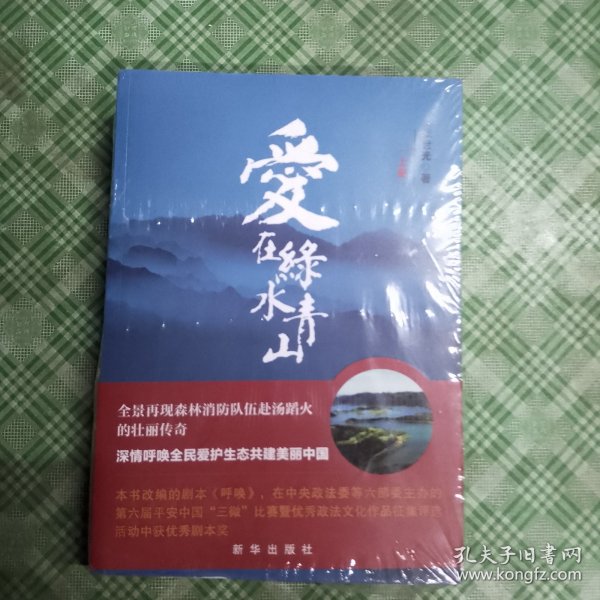 愛
在
綠水
青山
著
全景再现森林消防队伍赴汤蹈火
的壮丽传奇
深情呼唤全民爱护生态共建美丽中国
本书改编的剧本《呼唤》，在中央政法委等六部委主办的
第六届平安中国“三微”比赛暨优秀政法文化作品征集评选
活动中获优秀剧本奖
新华出版社
孔夫子旧书网
www.kongfz.com